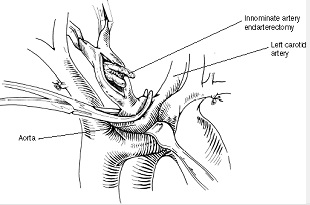 Innominate artery
endarterectomy
Left carotid
artery
Aorta